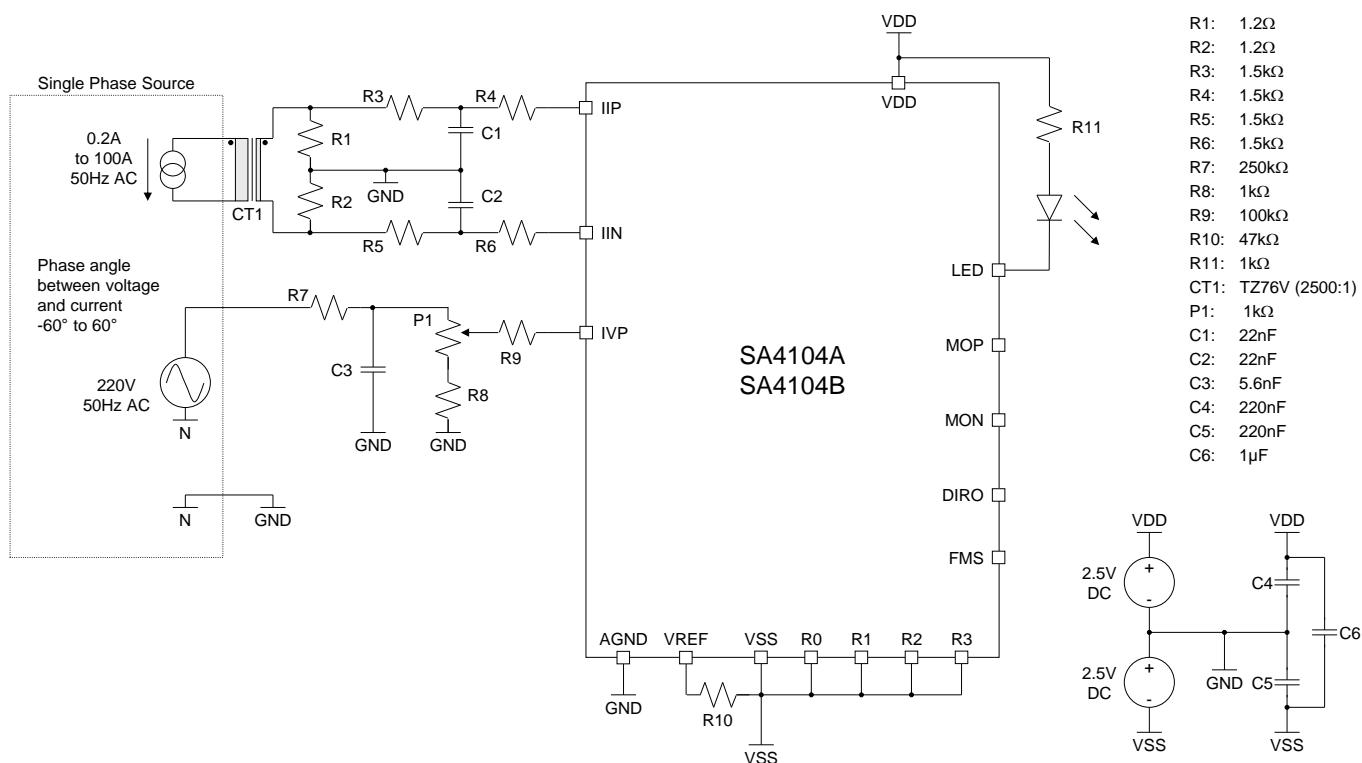 Single Phase Source
0.2A
to 100A
50Hz AC
CT1
R1
R2
R3
R4
R5
R6
C1
C2
GND
IIP
IIN
Phase angle
between voltage
and current
-60° to 60°
220V
50Hz AC
N
N
GND
R7
C3
GND
P1
R8
GND
R9
IVP
SA4104A
SA4104B
VDD
VDD
R11
LED
MOP
MON
DIRO
FMS
AGND
VREF
VSS
R0
R1
R2
R3
GND
R10
VSS
R1: 1.2Ω
R2: 1.2Ω
R3: 1.5kΩ
R4: 1.5kΩ
R5: 1.5kΩ
R6: 1.5kΩ
R7: 250kΩ
R8: 1kΩ
R9: 100kΩ
R10: 47kΩ
R11: 1kΩ
CT1: TZ76V (2500:1)
P1: 1kΩ
C1: 22nF
C2: 22nF
C3: 5.6nF
C4: 220nF
C5: 220nF
C6: 1µF
VDD
VDD
2.5V
DC
+
-
C4
C6
2.5V
DC
+
-
GND
C5
VSS
VSS